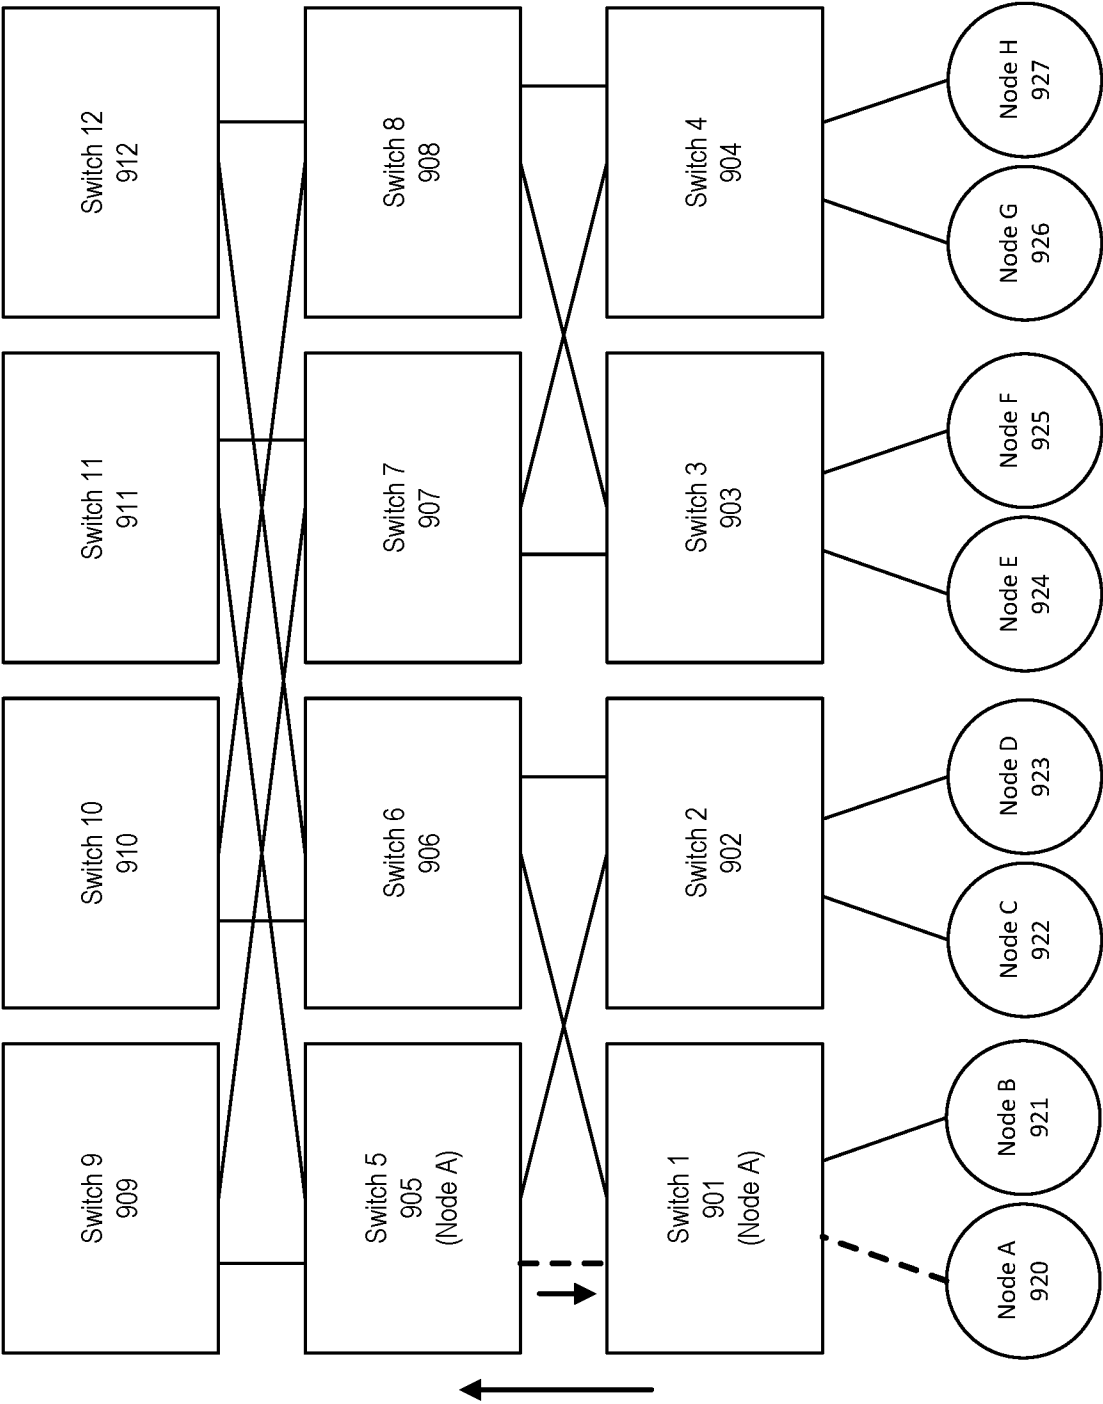 Switch 9
909
Switch 10
910
Switch 11
911
Switch 12
912
Switch 5
905
(Node A)
Switch 6
906
Switch 7
907
Switch 8
908
Switch 1
901
(Node A)
Switch 2
902
Switch 3
903
Switch 4
904
Node A
920
Node B
921
Node C
922
Node D
923
Node E
924
Node F
925
Node G
926
Node H
927